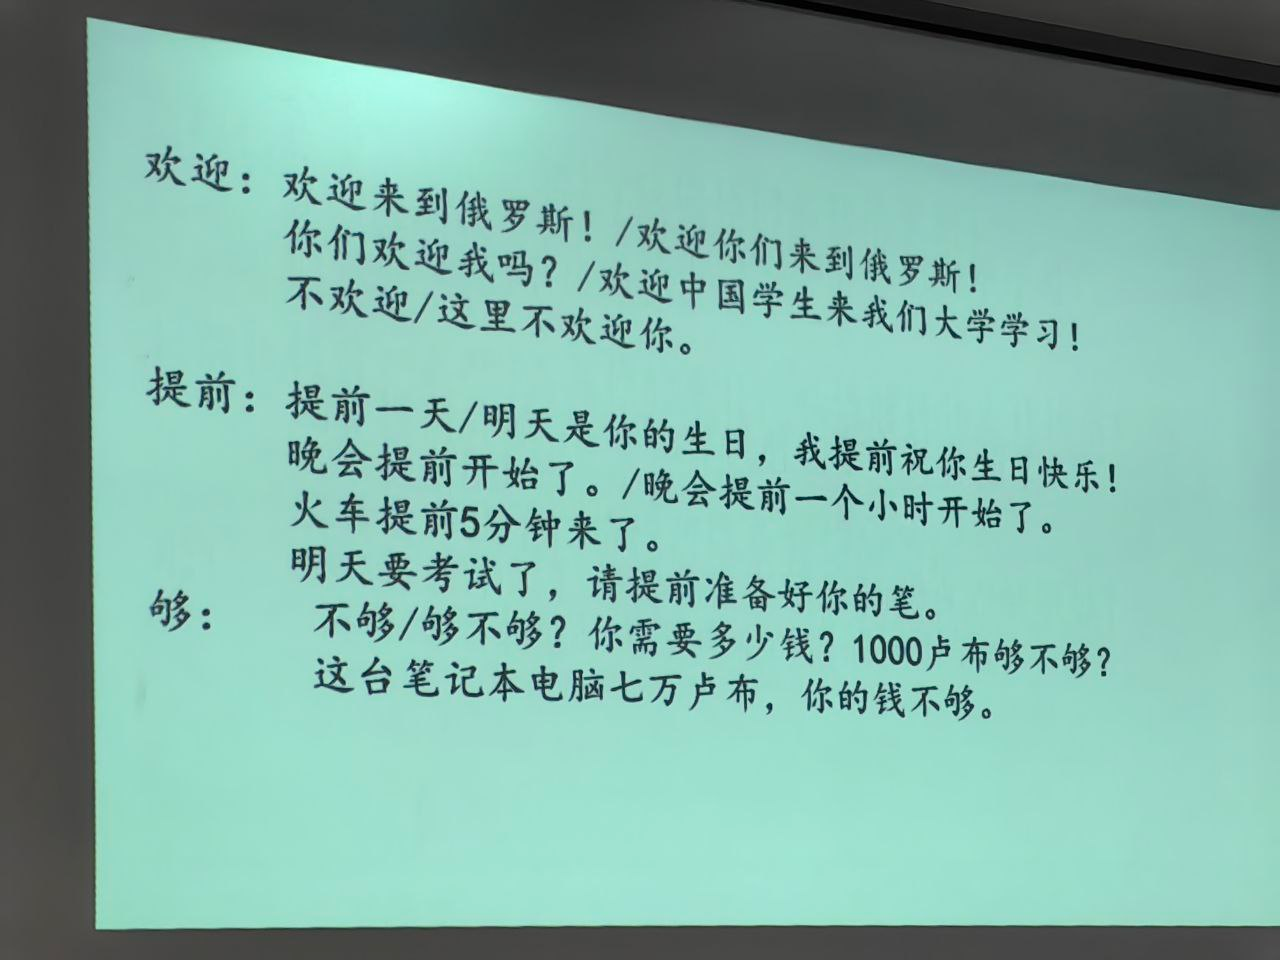 欢迎：欢迎来到俄罗斯！/欢迎你们来到俄罗斯！
你们欢迎我吗？/欢迎中国学生来我们大学学习！
不欢迎/这里不欢迎你。
提前：提前一天/明天是你的生日，我提前祝你生日快乐！
晚会提前开始了。/晚会提前一个小时开始了。
火车提前5分钟来了。
明天要考试了，请提前准备好你的笔。
够：不够/够不够？你需要多少钱？1000卢布够不够？
这台笔记本电脑七万卢布，你的钱不够。